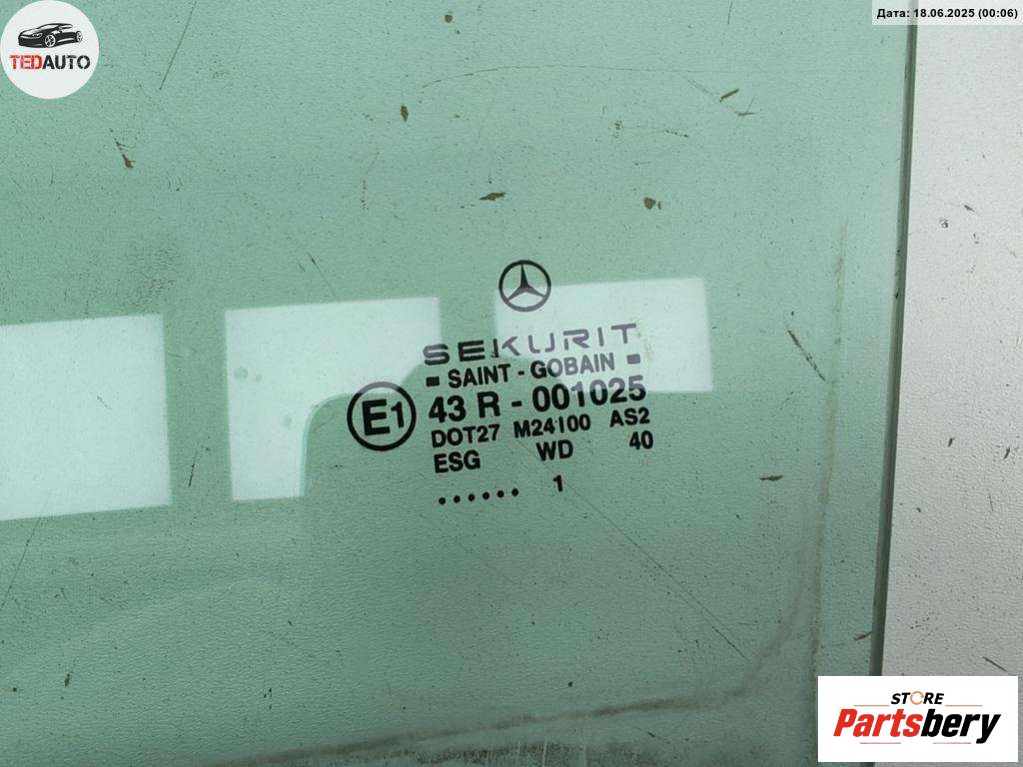 TEDAUTO
Дата: 18.06.2025 (00:06)
SEKURIT
SAINT - GOBAIN
E1
43 R - 001025
DOT27 M24100 AS2
ESG WD 40
...... 1
STORE
Partsbery